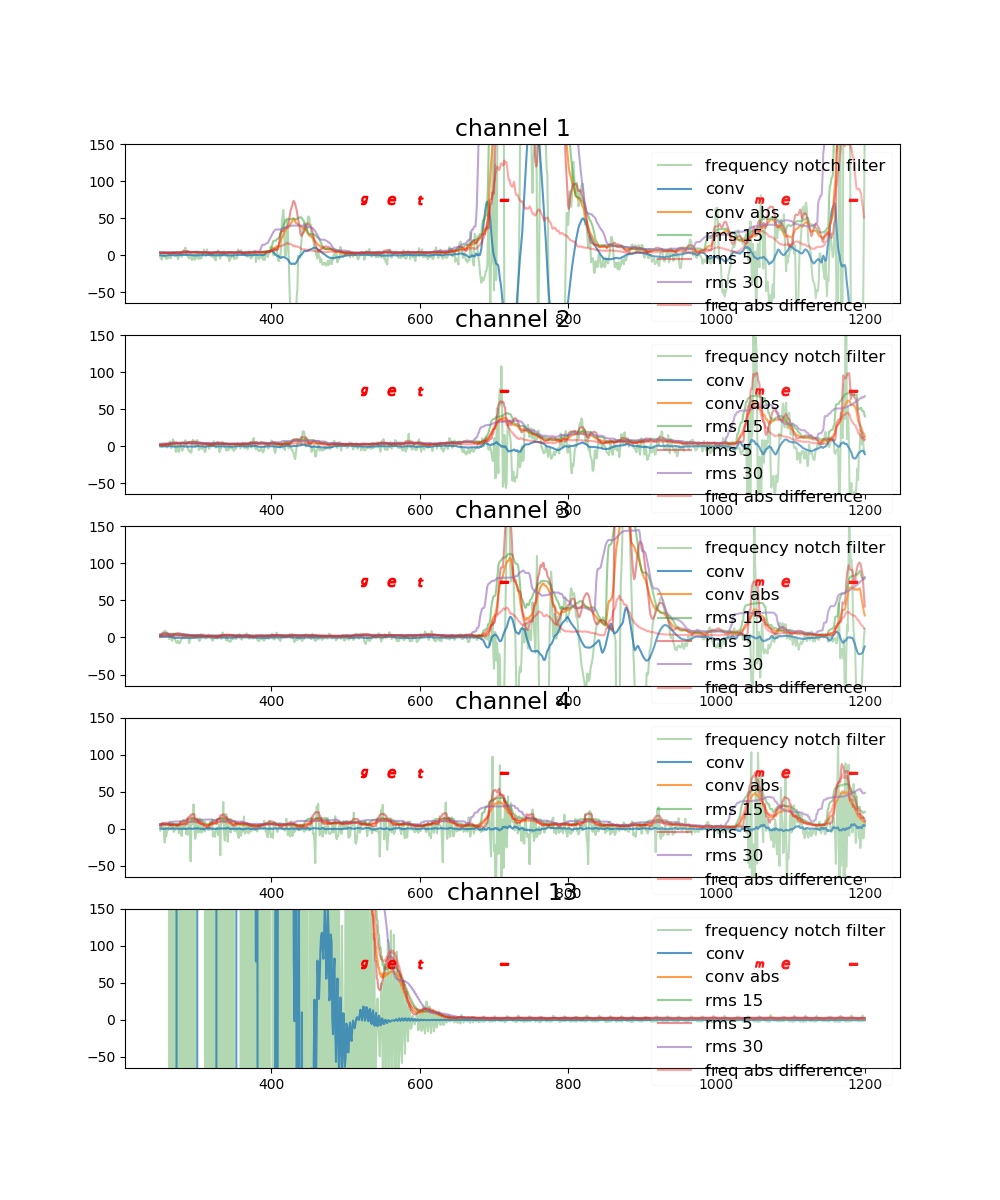 channel 1
150
100
50
0
−50
g e t - m e -
frequency notch filter
conv
conv abs
rms 15
rms 5
rms 30
freq abs difference
400 600 800 1000 1200
channel 2
150
100
50
0
−50
g e t - m e -
frequency notch filter
conv
conv abs
rms 15
rms 5
rms 30
freq abs difference
400 600 800 1000 1200
channel 3
150
100
50
0
−50
g e t - m e -
frequency notch filter
conv
conv abs
rms 15
rms 5
rms 30
freq abs difference
400 600 800 1000 1200
channel 4
150
100
50
0
−50
g e t - m e -
frequency notch filter
conv
conv abs
rms 15
rms 5
rms 30
freq abs difference
400 600 800 1000 1200
channel 13
150
100
50
0
−50
g e t - m e -
frequency notch filter
conv
conv abs
rms 15
rms 5
rms 30
freq abs difference
400 600 800 1000 1200